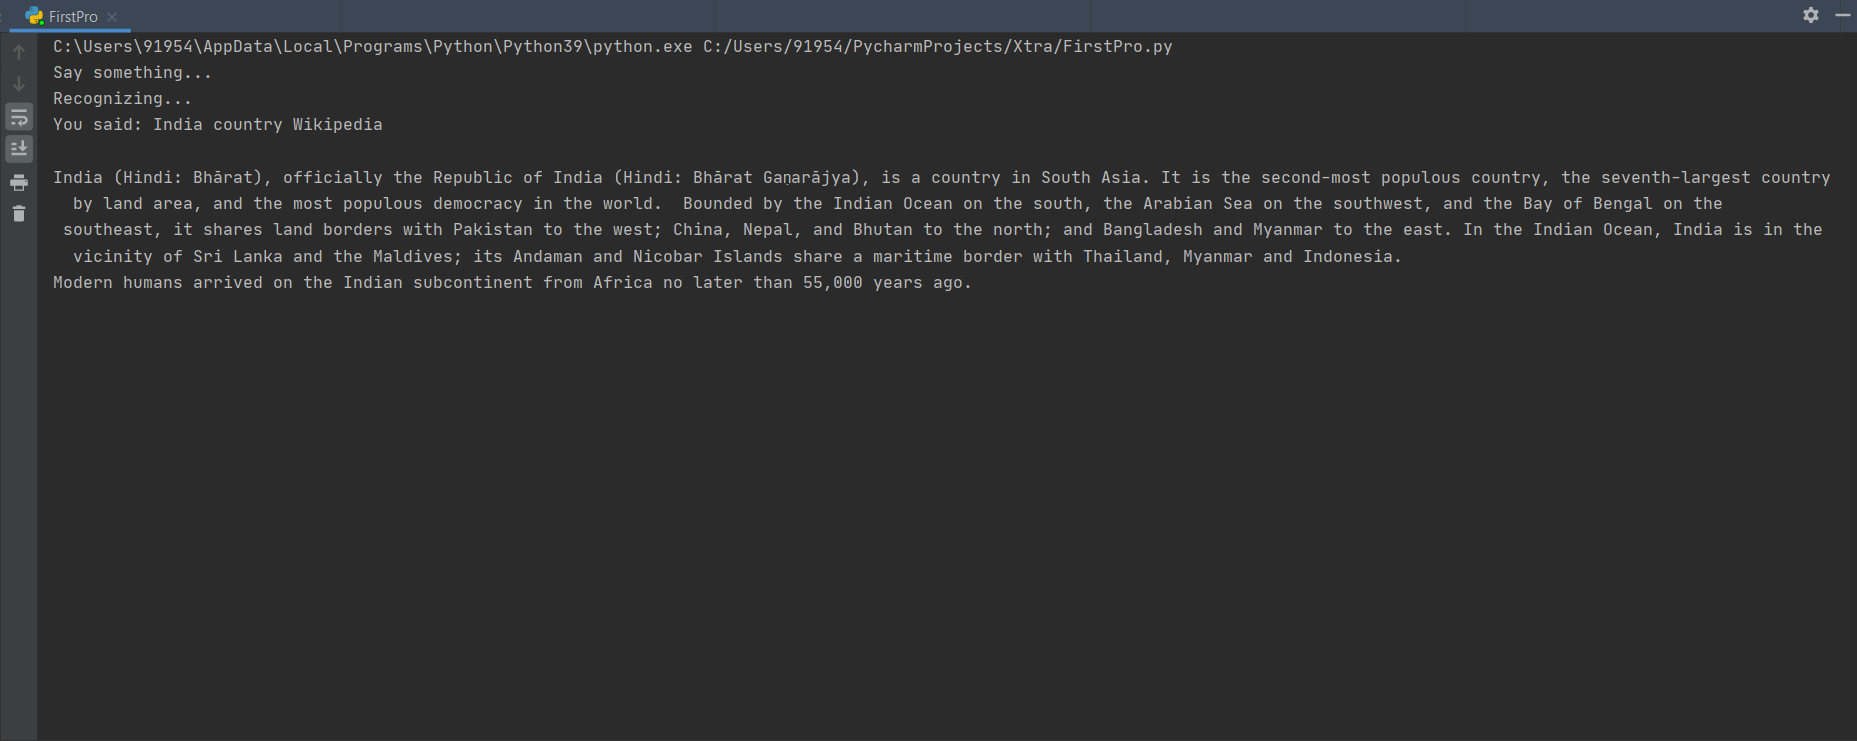 FirstPro
C:\Users\91954\AppData\Local\Programs\Python\Python39\python.exe C:/Users/91954/PycharmProjects/Xtra/FirstPro.py
Say something...
Recognizing...
You said: India country Wikipedia
India (Hindi: Bhārat), officially the Republic of India (Hindi: Bhārat Gaṇarājya), is a country in South Asia. It is the second-most populous country, the seventh-largest country
by land area, and the most populous democracy in the world.  Bounded by the Indian Ocean on the south, the Arabian Sea on the southwest, and the Bay of Bengal on the
southeast, it shares land borders with Pakistan to the west; China, Nepal, and Bhutan to the north; and Bangladesh and Myanmar to the east. In the Indian Ocean, India is in the
vicinity of Sri Lanka and the Maldives; its Andaman and Nicobar Islands share a maritime border with Thailand, Myanmar and Indonesia.
Modern humans arrived on the Indian subcontinent from Africa no later than 55,000 years ago.